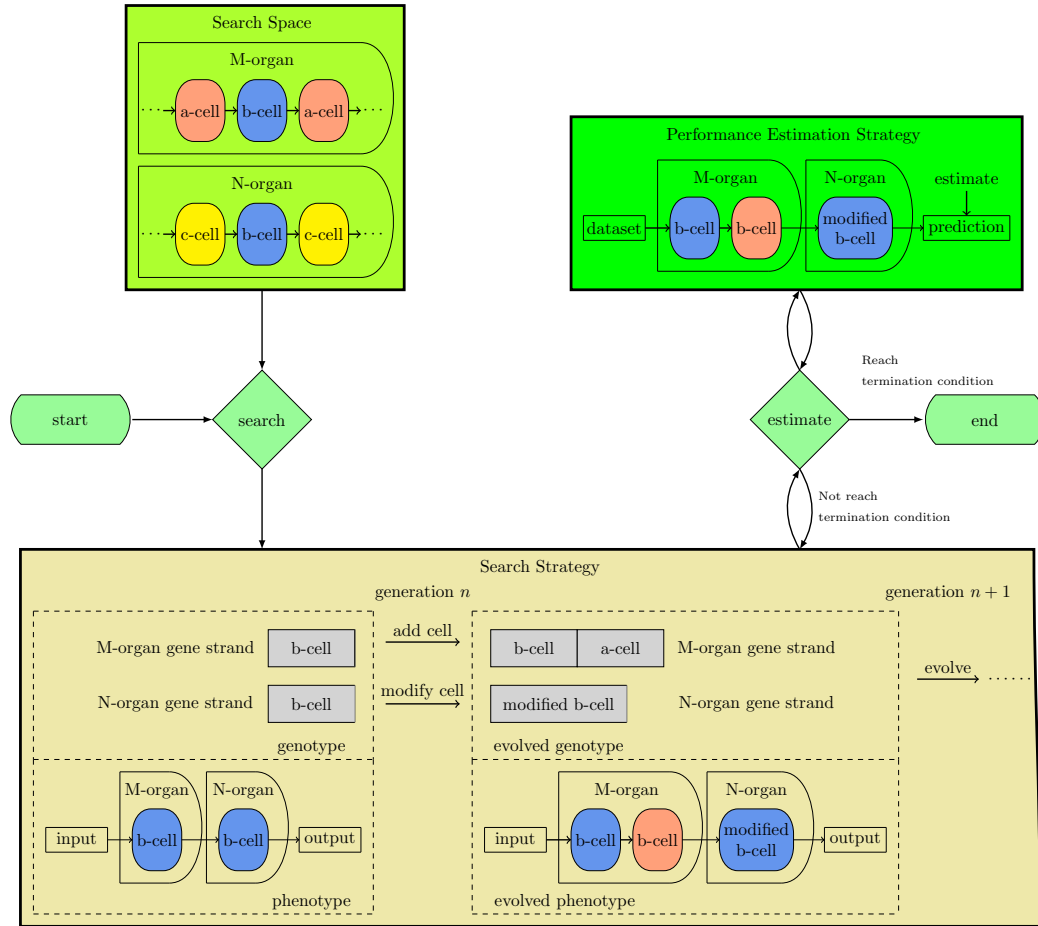 Search Space
M-organ
··· a-cell b-cell a-cell ···
N-organ
··· c-cell b-cell c-cell ···
Performance Estimation Strategy
M-organ N-organ
estimate
dataset b-cell b-cell modified b-cell prediction
start
search
estimate
Reach
termination condition
end
Not reach
termination condition
Search Strategy
generation n
generation n + 1
M-organ gene strand b-cell
add cell
b-cell a-cell M-organ gene strand
N-organ gene strand b-cell
modify cell
modified b-cell N-organ gene strand
evolve ······
genotype
evolved genotype
M-organ N-organ
input b-cell b-cell output
phenotype
M-organ N-organ
input b-cell b-cell modified b-cell output
evolved phenotype